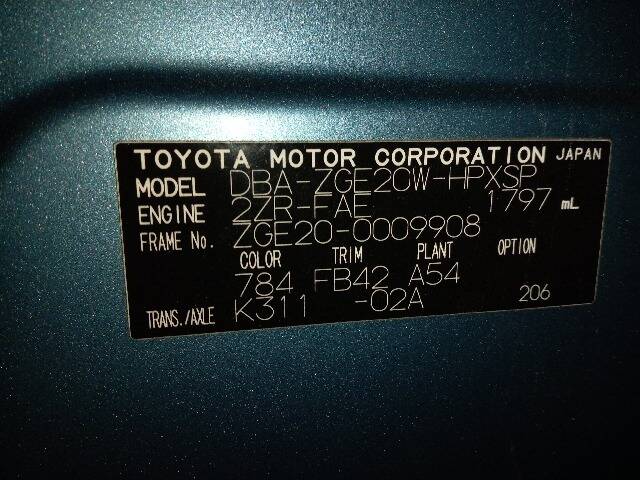 TOYOTA MOTOR CORPORATION JAPAN
MODEL DBA-ZGE20W-HPXSP
ENGINE 2ZR-FAE 1797 mL
FRAME No. ZGE20-0009908
COLOR TRIM PLANT OPTION
784 FB42 A54
TRANS./AXLE K311 -02A 206